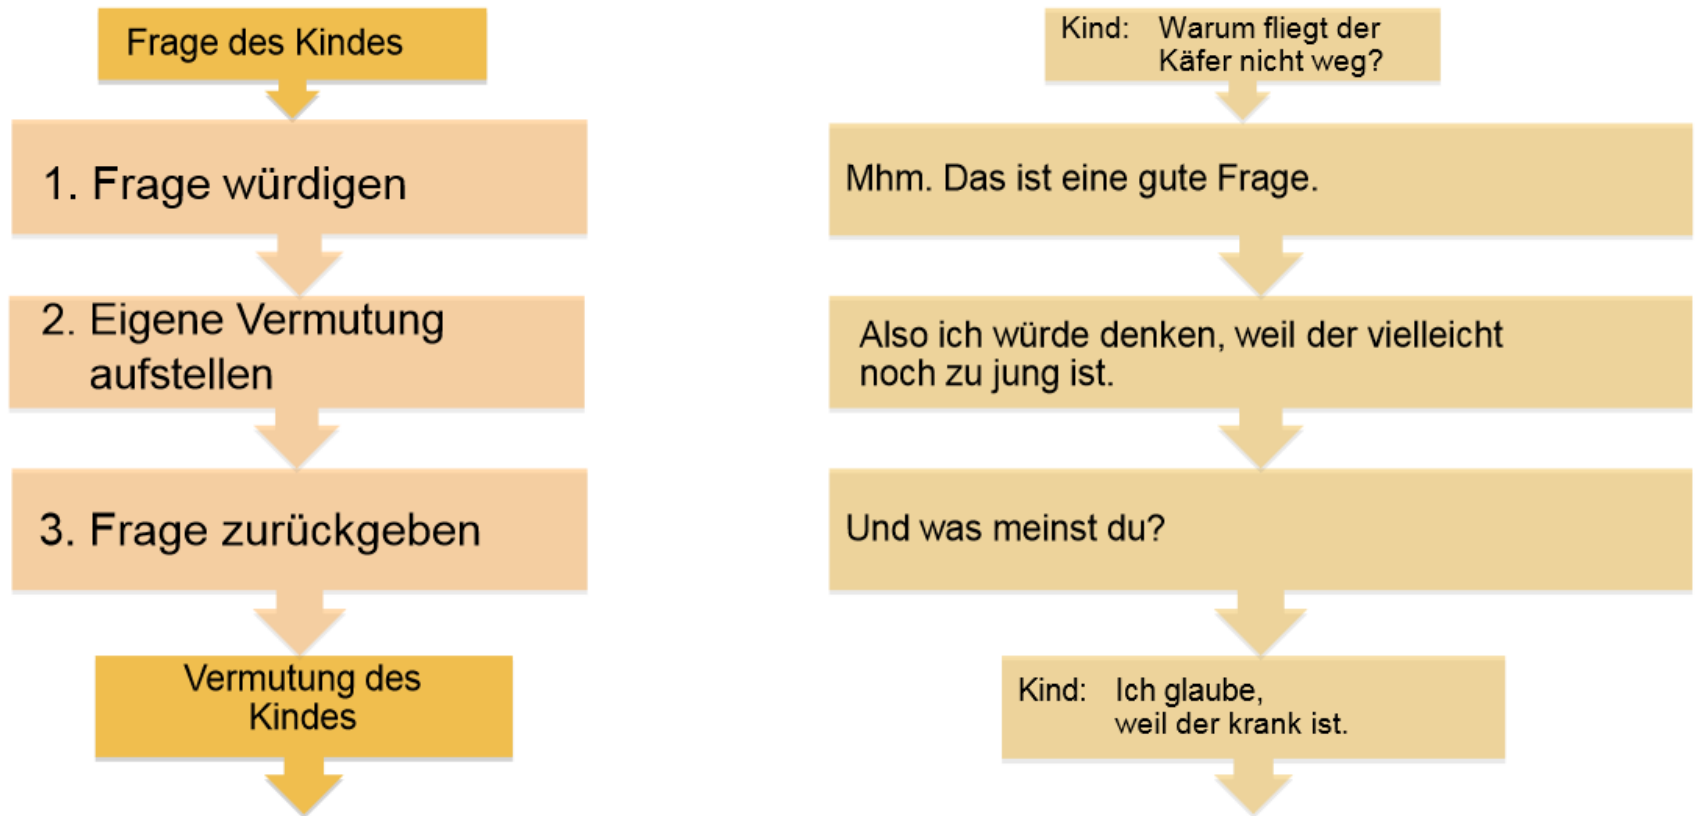 Frage des Kindes
1. Frage würdigen
2. Eigene Vermutung
aufstellen
3. Frage zurückgeben
Vermutung des
Kindes
Kind: Warum fliegt der
Käfer nicht weg?
Mhm. Das ist eine gute Frage.
Also ich würde denken, weil der vielleicht
noch zu jung ist.
Und was meinst du?
Kind: Ich glaube,
weil der krank ist.